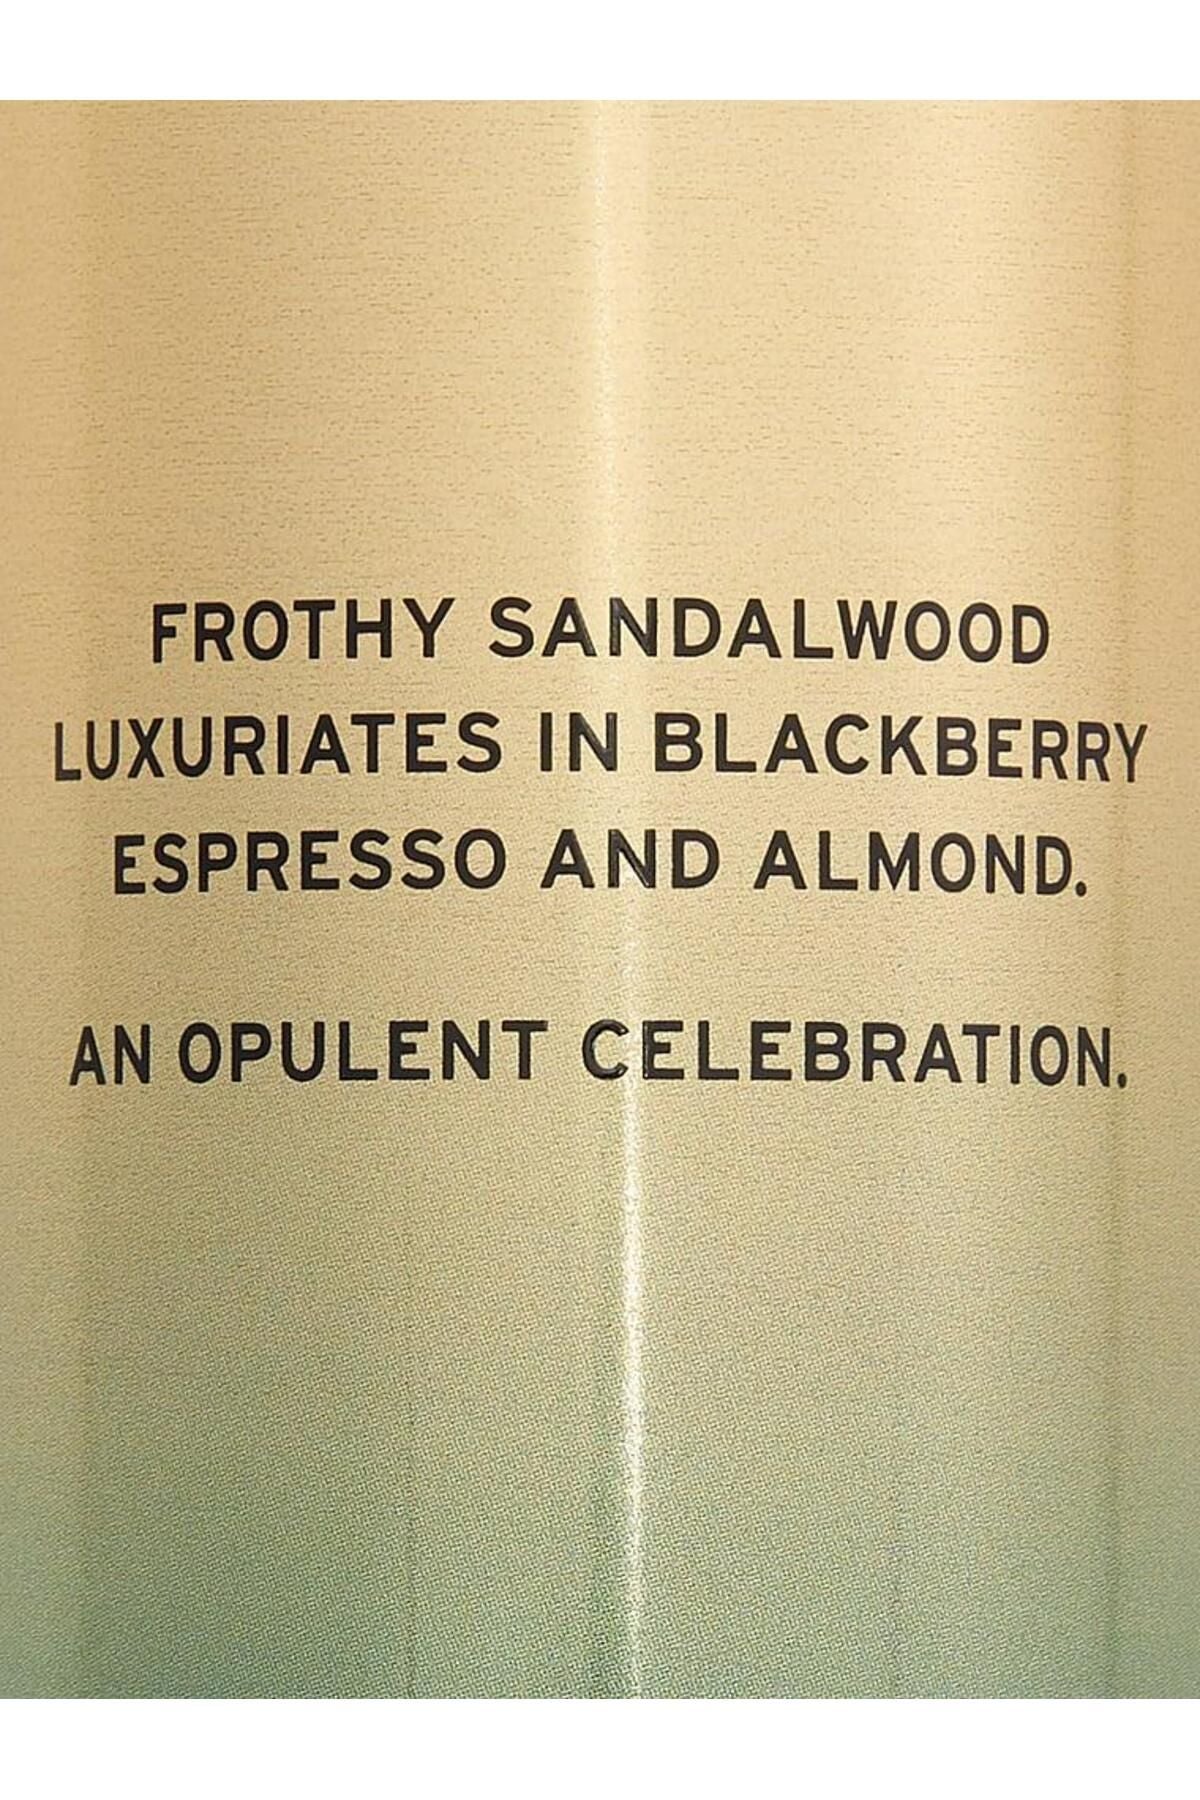 FROTHY SANDALWOOD
LUXURIATES IN BLACKBERRY
ESPRESSO AND ALMOND.
AN OPULENT CELEBRATION.